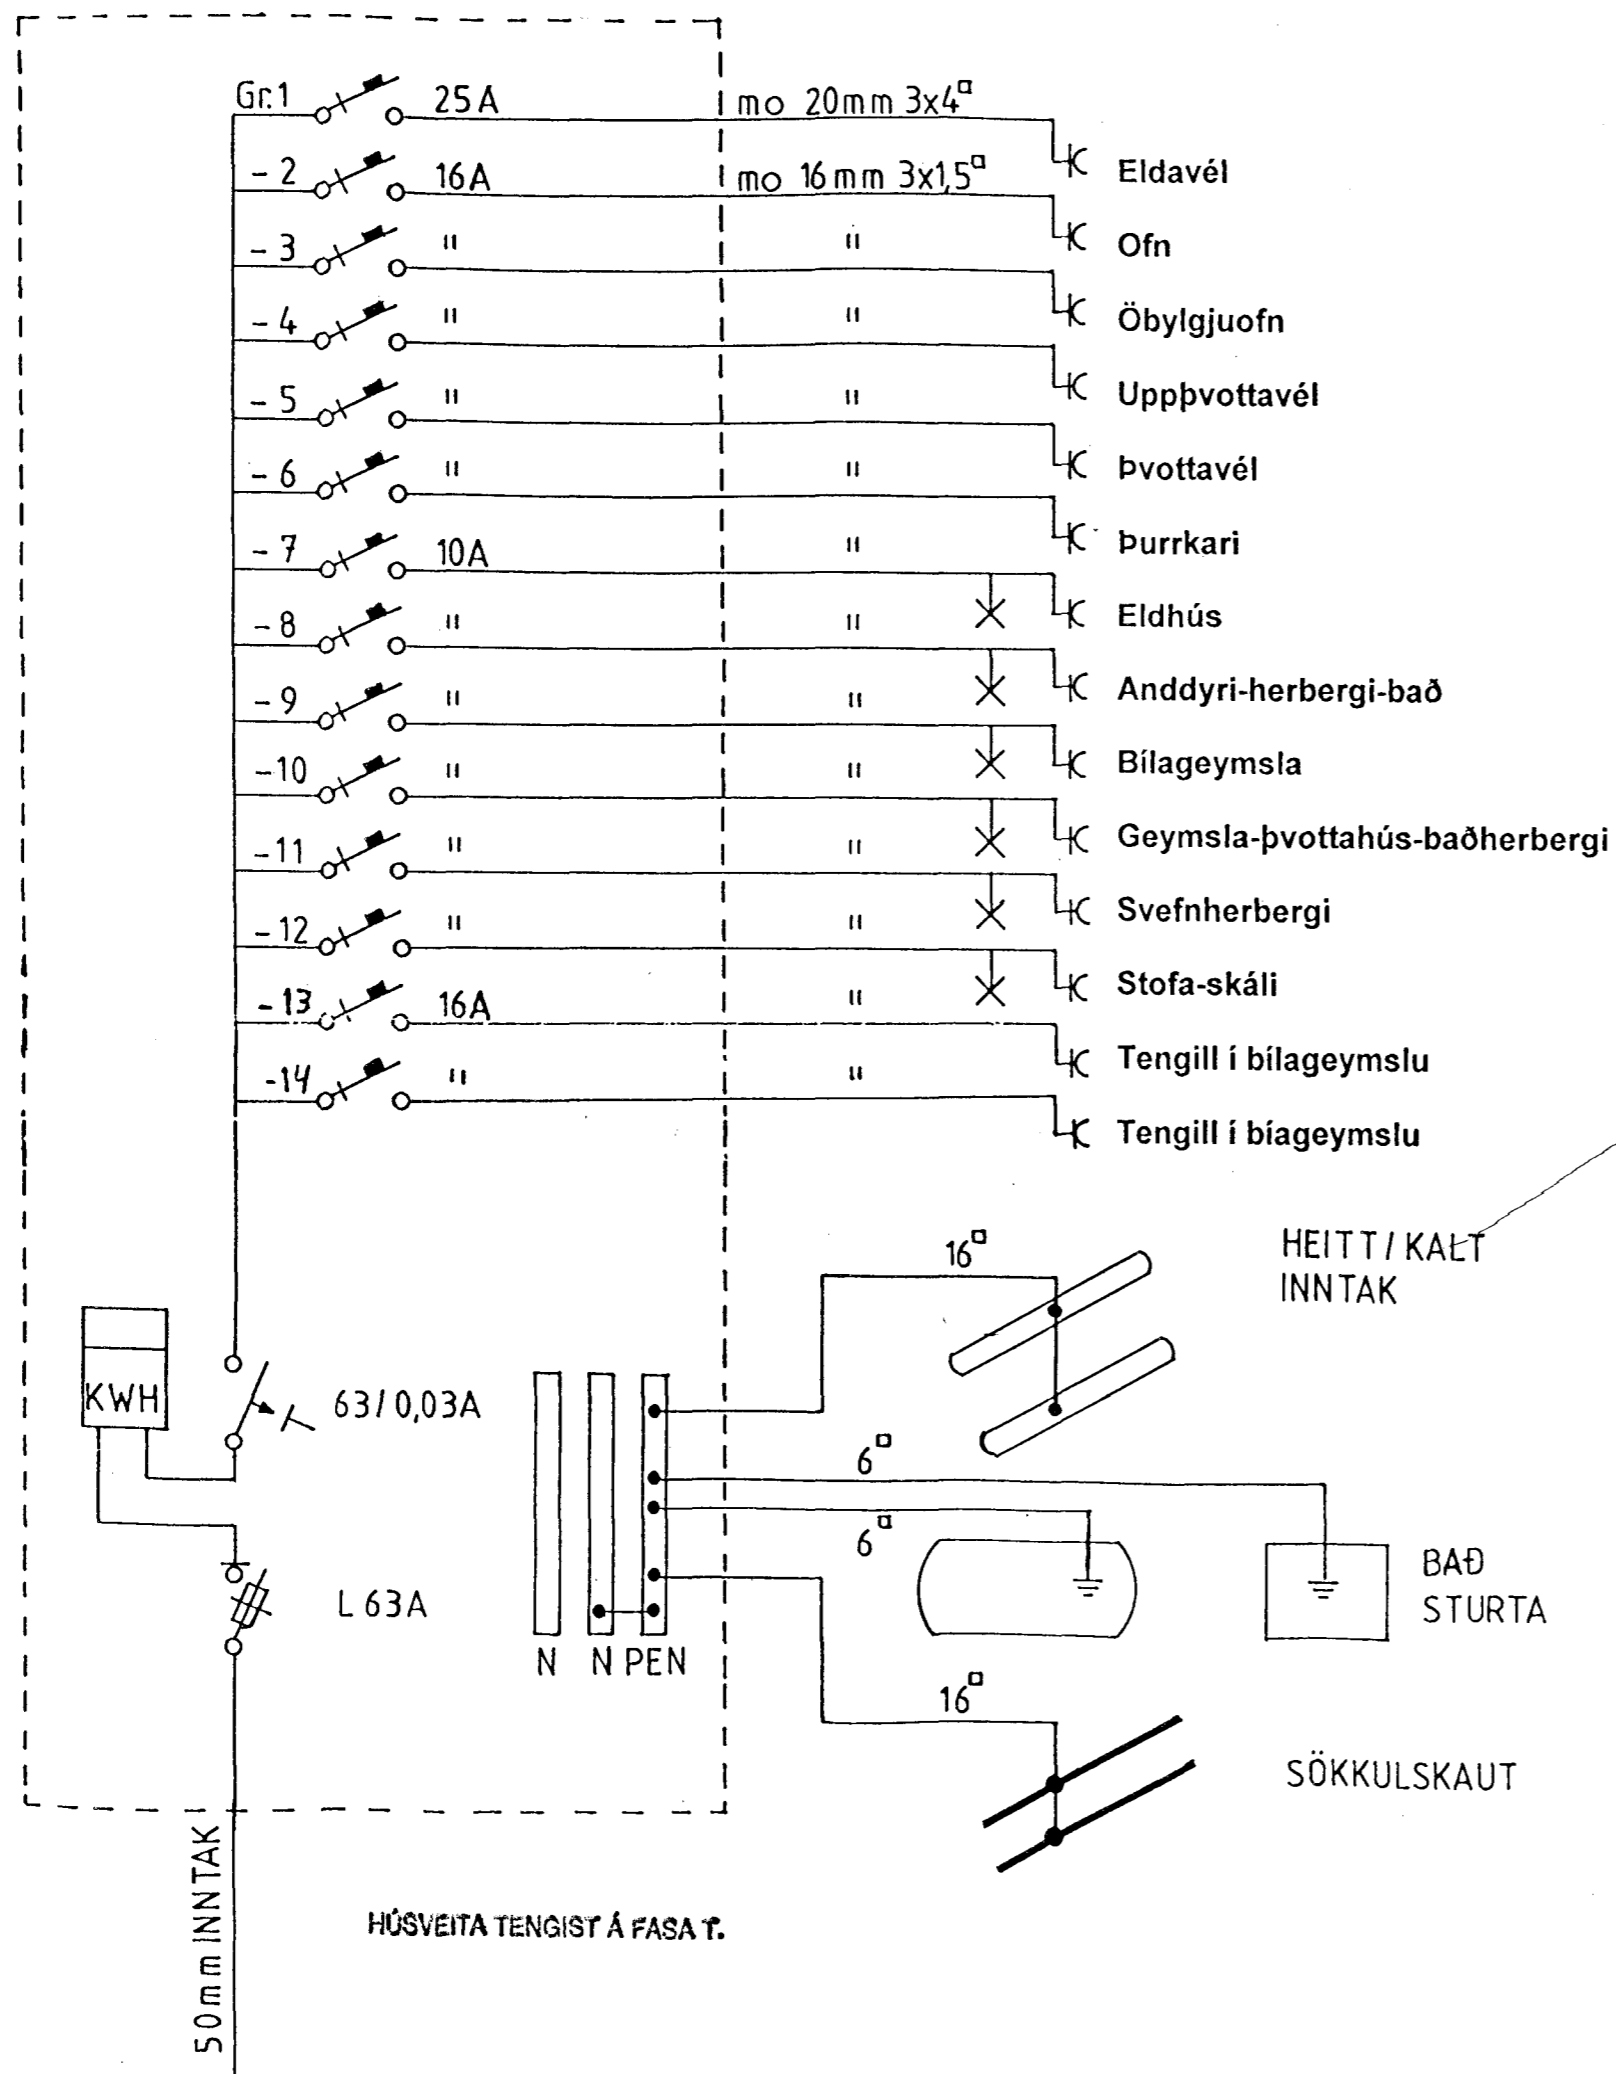 Gr.1 25A mo 20mm 3x4□ Eldavél
-2 16A mo 16mm 3x1,5□ Ofn
-3 " " Öbylgjuofn
-4 " " Uppþvottavél
-5 " " Þvottavél
-6 " " Þurrkari
-7 10A " Eldhús
-8 " " Anddyri-herbergi-bað
-9 " " Bílageymsla
-10 " " Geymsla-þvottahús-baðherbergi
-11 " " Svefnherbergi
-12 " " Stofa-skáli
-13 16A " Tengill í bílageymslu
-14 " " Tengill í bíageymslu
16□
HEITT/KALT
INNTAK
KWH
63/0,03A
6□
6□
L 63A
BAÐ
STURTA
N N PEN
16□
SÖKKULSKAUT
50mm INNTAK
HÚSVEITA TENGIST Á FASA T.